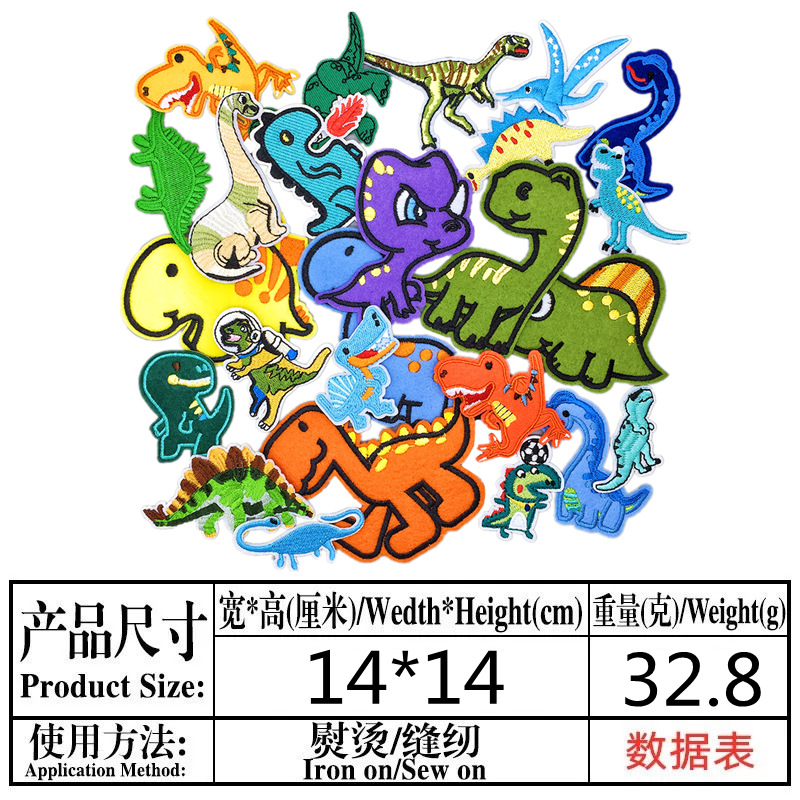 产品尺寸
Product Size:
宽*高(厘米)/Wedth*Height(cm)
重量(克)/Weight(g)
14*14
32.8
使用方法:
Application Method:
熨烫/缝纫
Iron on/Sew on
数据表